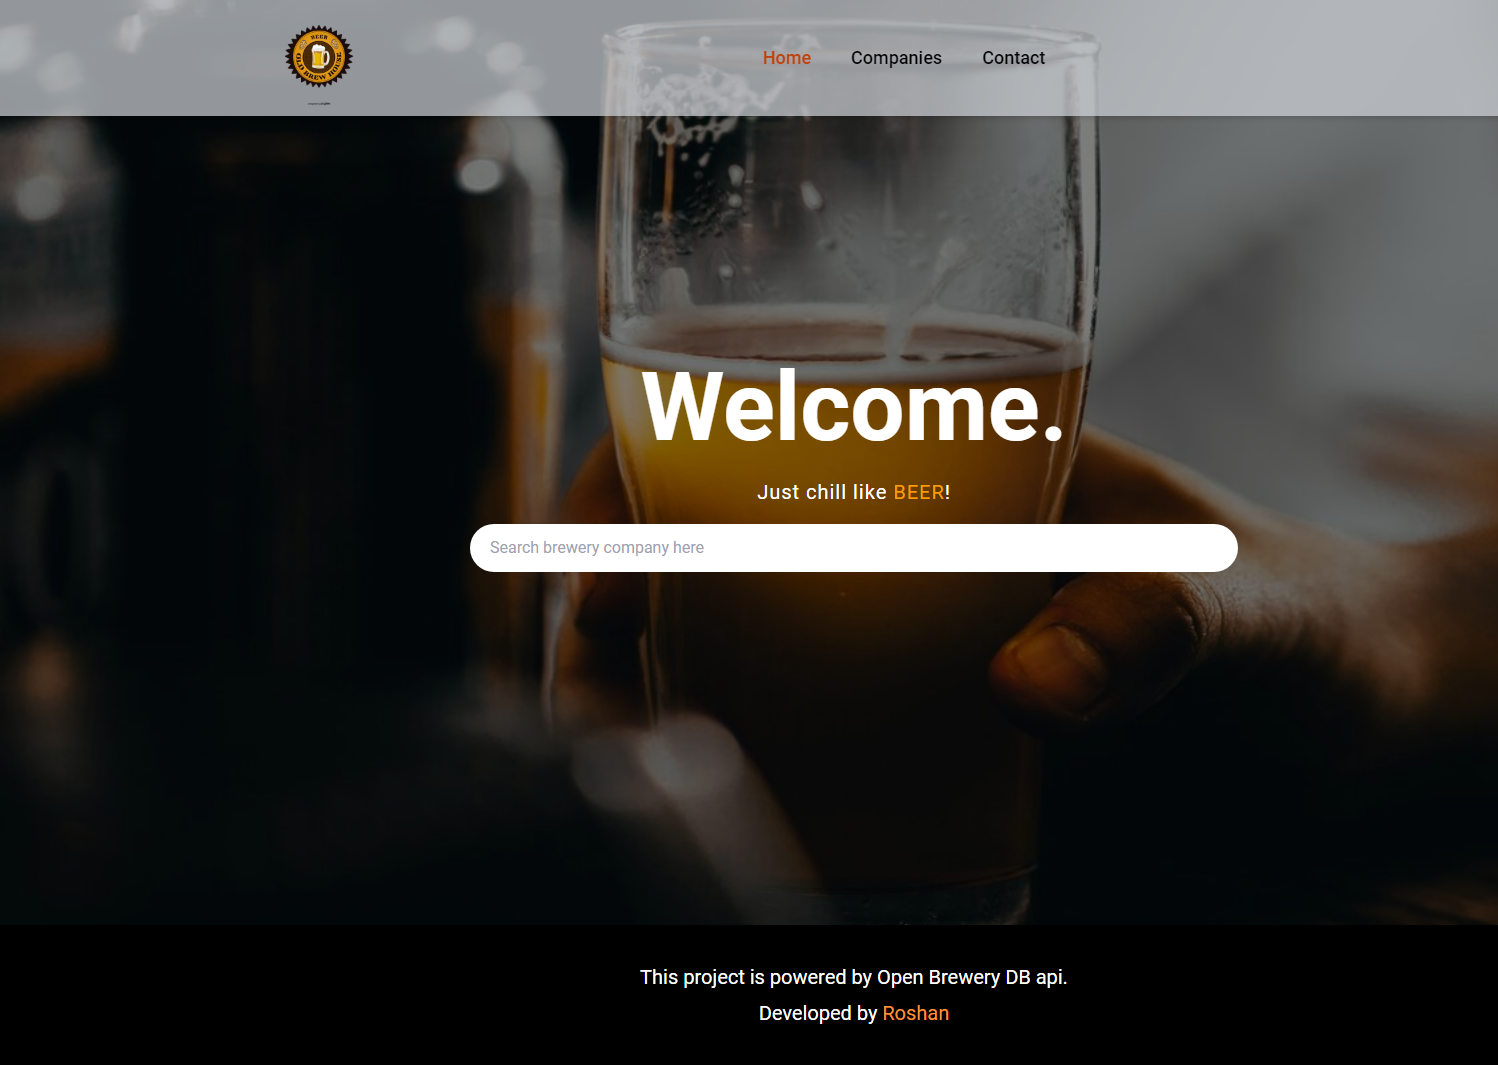 BEER
OLD BREW HOUSE
Home Companies Contact
Welcome.
Just chill like BEER!
Search brewery company here
This project is powered by Open Brewery DB api.
Developed by Roshan